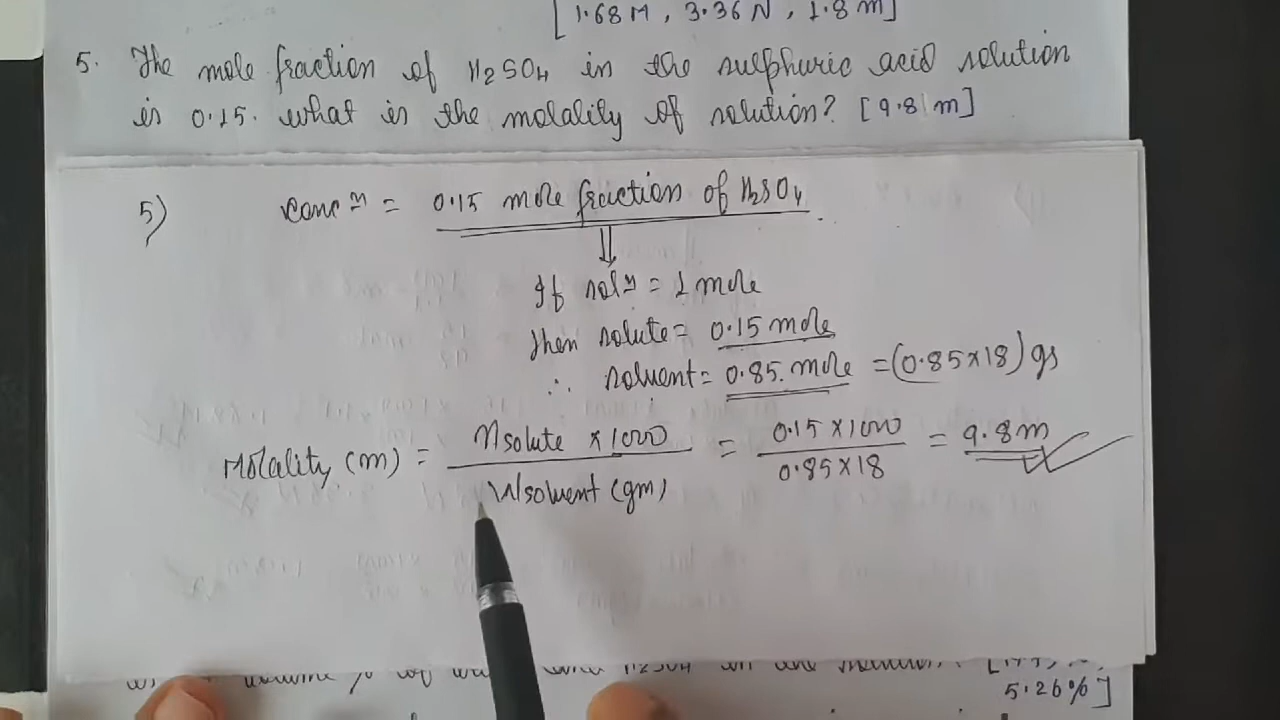 [1.68 M, 3.36 N, 1.8 m]
5. The mole fraction of H2SO4 in the sulphuric acid solution
is 0.15. what is the molality of solution? [9.8 m]
5) concⁿ = 0.15 mole fraction of H2SO4.
⇓
If solⁿ = 1 mole
then solute = 0.15 mole
∴ solvent = 0.85 mole = (0.85×18) gs
Molality (m) = nsolute × 1000 / Wsolvent (gm) = 0.15 × 1000 / 0.85×18 = 9.8 m
5.26%]